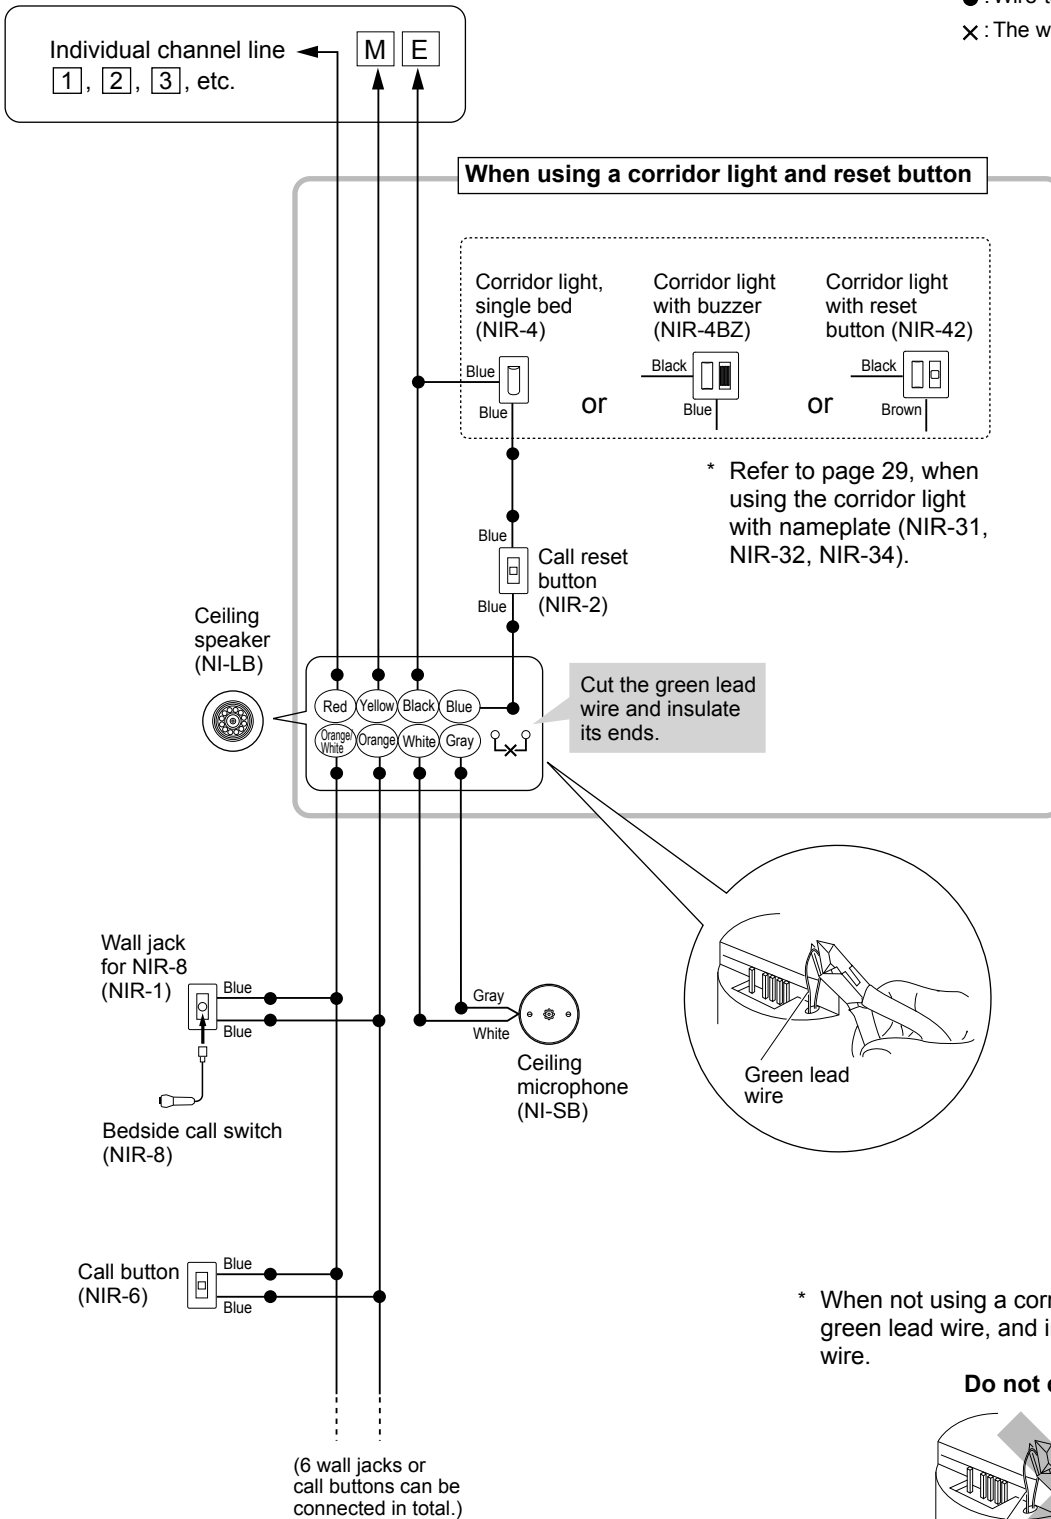 : Wire t
: The w
Individual channel line
1, 2, 3, etc.
M E
When using a corridor light and reset button
Corridor light,
single bed
(NIR-4)
Corridor light
with buzzer
(NIR-4BZ)
Corridor light
with reset
button (NIR-42)
Blue
Blue
or
Black
Blue
or
Black
Brown
* Refer to page 29, when
using the corridor light
with nameplate (NIR-31,
NIR-32, NIR-34).
Blue
Blue
Call reset
button
(NIR-2)
Ceiling
speaker
(NI-LB)
Red Yellow Black Blue
Orange/
White
Orange White Gray
Cut the green lead
wire and insulate
its ends.
Wall jack
for NIR-8
(NIR-1)
Blue
Blue
Bedside call switch
(NIR-8)
Gray
White
Ceiling
microphone
(NI-SB)
Green lead
wire
Call button
(NIR-6)
Blue
Blue
* When not using a corr
green lead wire, and i
wire.
Do not
(6 wall jacks or
call buttons can be
connected in total.)